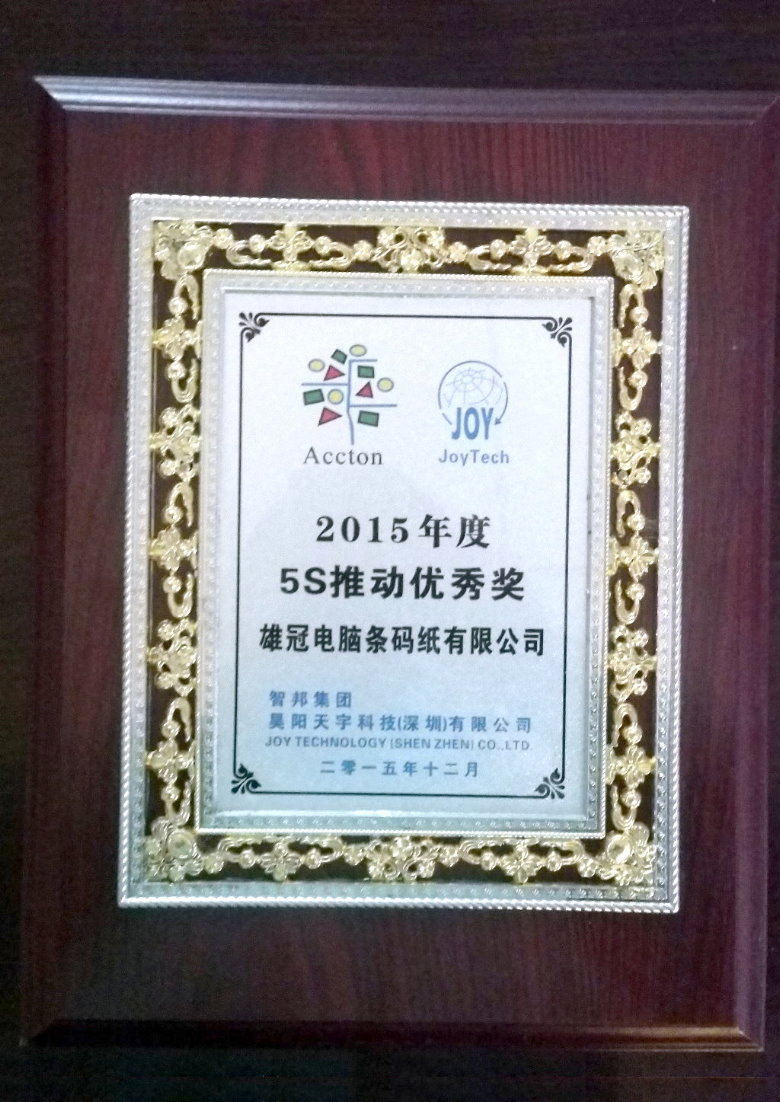 Accton
JOY
JoyTech
2015年度
5S推动优秀奖
雄冠电脑条码纸有限公司
智邦集团
昊阳天宇科技(深圳)有限公司
JOY TECHNOLOGY (SHEN ZHEN) CO.,LTD.
二零一五年十二月